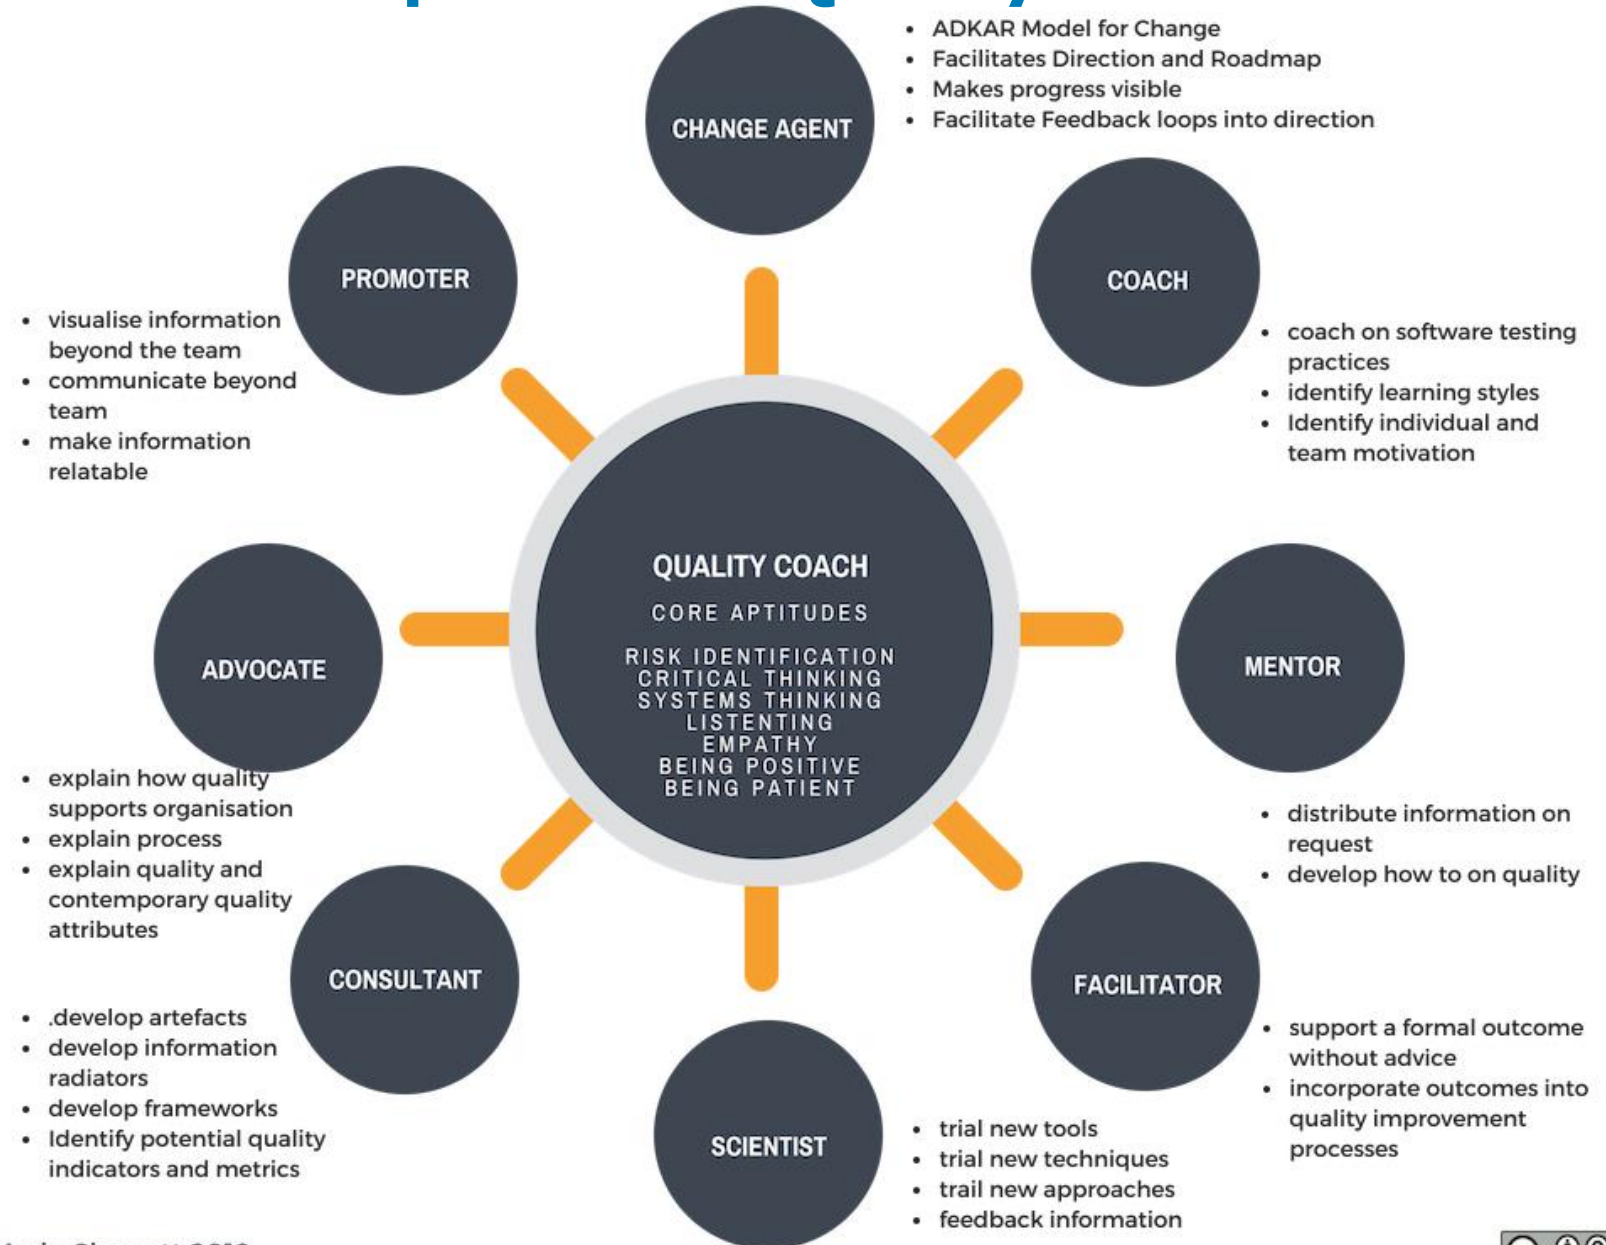 CHANGE AGENT
• ADKAR Model for Change
• Facilitates Direction and Roadmap
• Makes progress visible
• Facilitate Feedback loops into direction
COACH
• coach on software testing
practices
• identify learning styles
• Identify individual and
team motivation
MENTOR
• distribute information on
request
• develop how to on quality
FACILITATOR
• support a formal outcome
without advice
• incorporate outcomes into
quality improvement
processes
SCIENTIST
• trial new tools
• trial new techniques
• trail new approaches
• feedback information
CONSULTANT
• .develop artefacts
• develop information
radiators
• develop frameworks
• Identify potential quality
indicators and metrics
ADVOCATE
• explain how quality
supports organisation
• explain process
• explain quality and
contemporary quality
attributes
PROMOTER
• visualise information
beyond the team
• communicate beyond
team
• make information
relatable
QUALITY COACH
CORE APTITUDES
RISK IDENTIFICATION
CRITICAL THINKING
SYSTEMS THINKING
LISTENTING
EMPATHY
BEING POSITIVE
BEING PATIENT